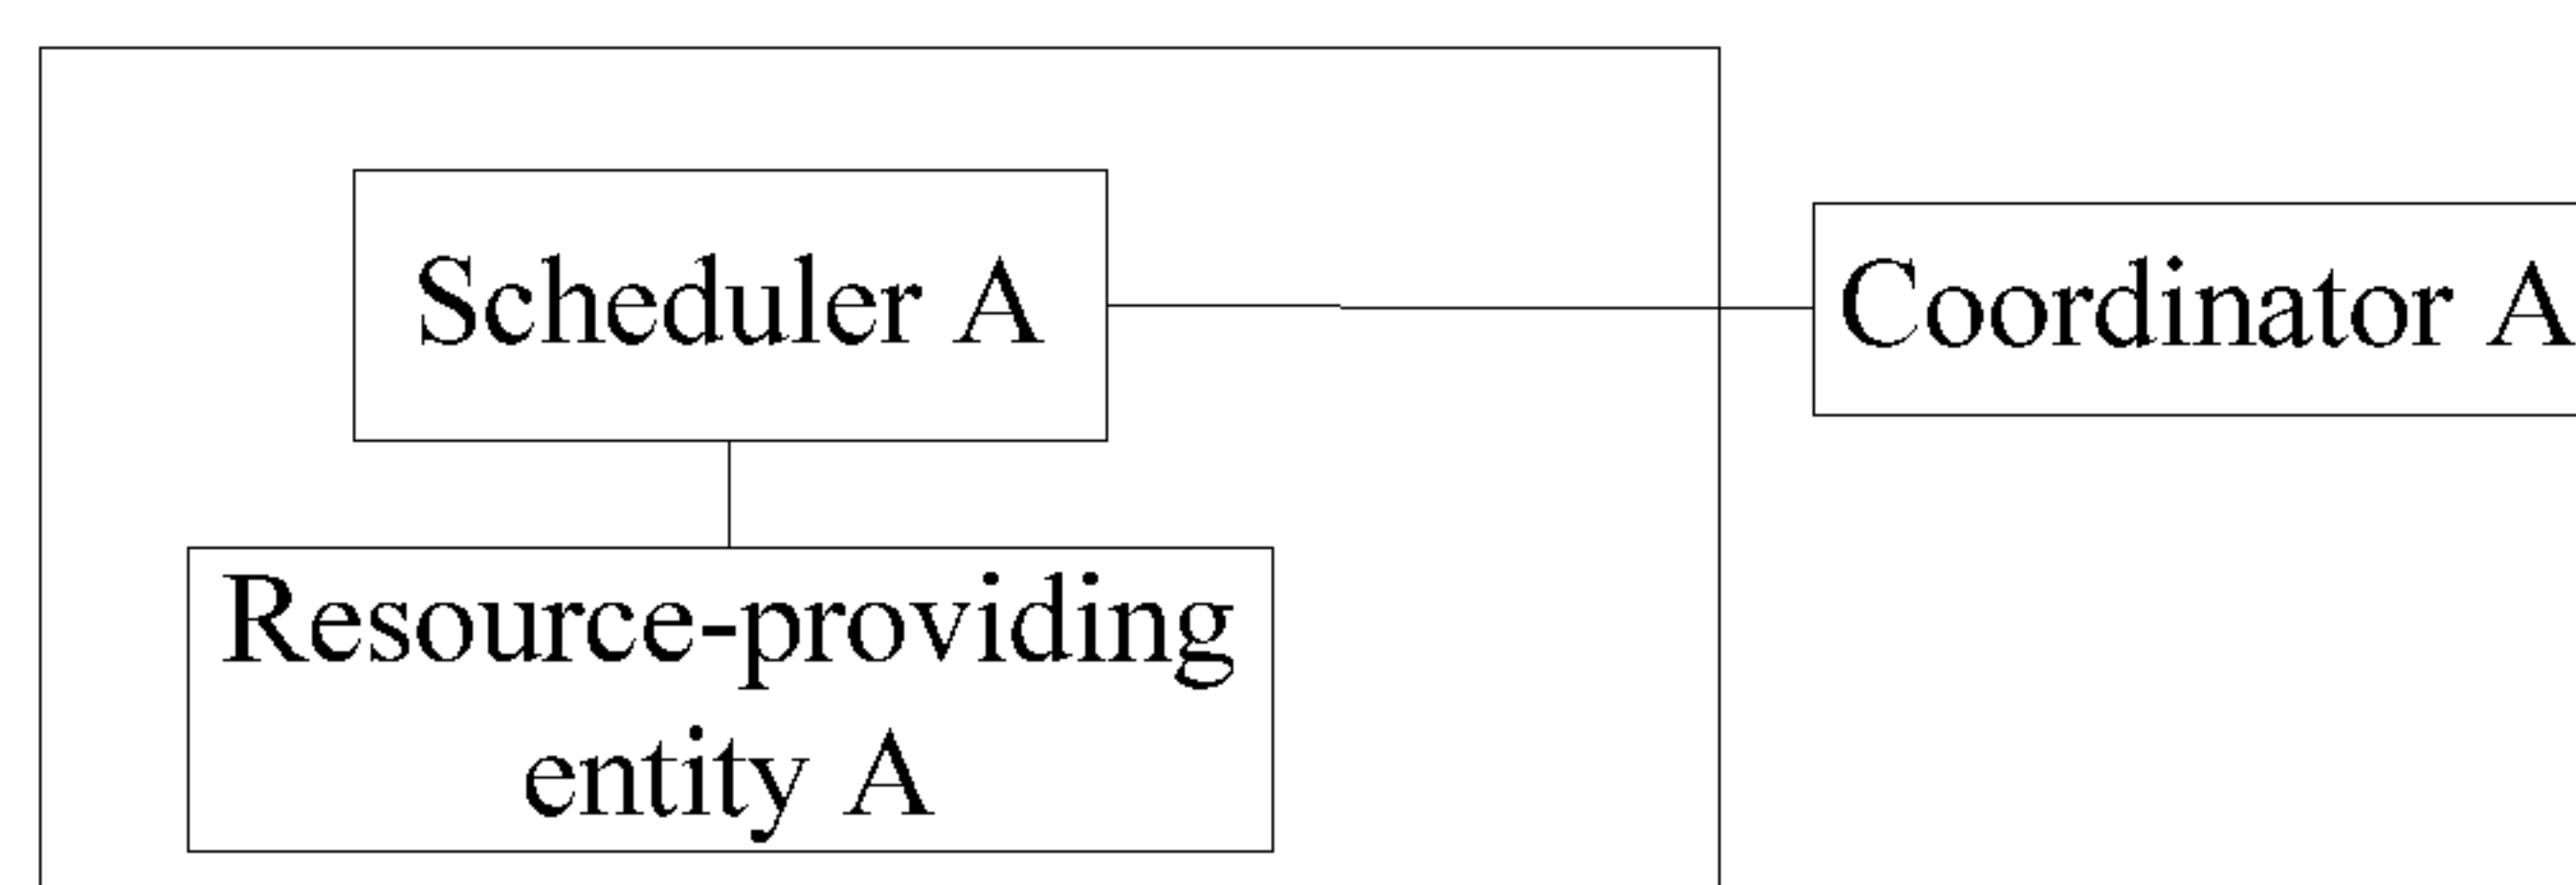 Scheduler A
Coordinator A
Resource-providing
entity A